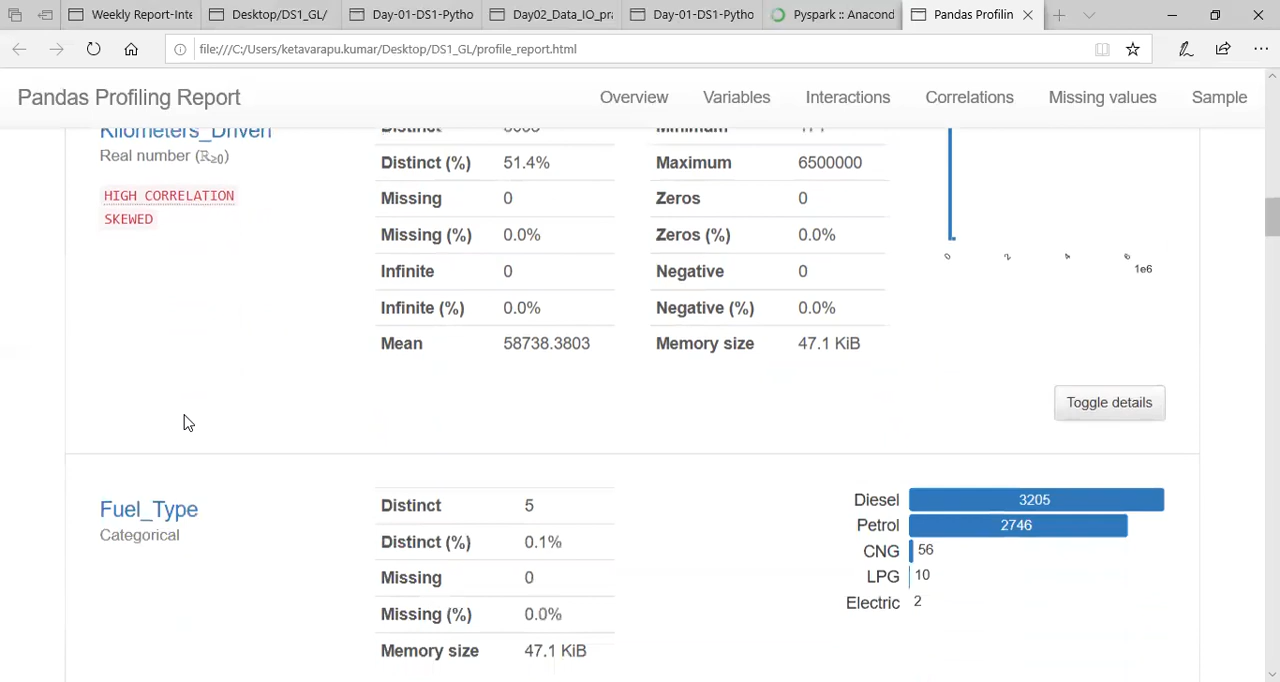 Weekly Report-Inte
Desktop/DS1_GL/
Day-01-DS1-Pytho
Day02_Data_IO_pra
Day-01-DS1-Pytho
Pyspark :: Anacond
Pandas Profilin
file:///C:/Users/ketavarapu.kumar/Desktop/DS1_GL/profile_report.html
Pandas Profiling Report
Overview
Variables
Interactions
Correlations
Missing values
Sample
Kilometers_Driven
Real number (ℝ≥0)
HIGH CORRELATION
SKEWED
Distinct
Distinct (%) 51.4%
Missing 0
Missing (%) 0.0%
Infinite 0
Infinite (%) 0.0%
Mean 58738.3803
Minimum
Maximum 6500000
Zeros 0
Zeros (%) 0.0%
Negative 0
Negative (%) 0.0%
Memory size 47.1 KiB
0 2 4 6
1e6
Toggle details
Fuel_Type
Categorical
Distinct 5
Distinct (%) 0.1%
Missing 0
Missing (%) 0.0%
Memory size 47.1 KiB
Diesel 3205
Petrol 2746
CNG 56
LPG 10
Electric 2